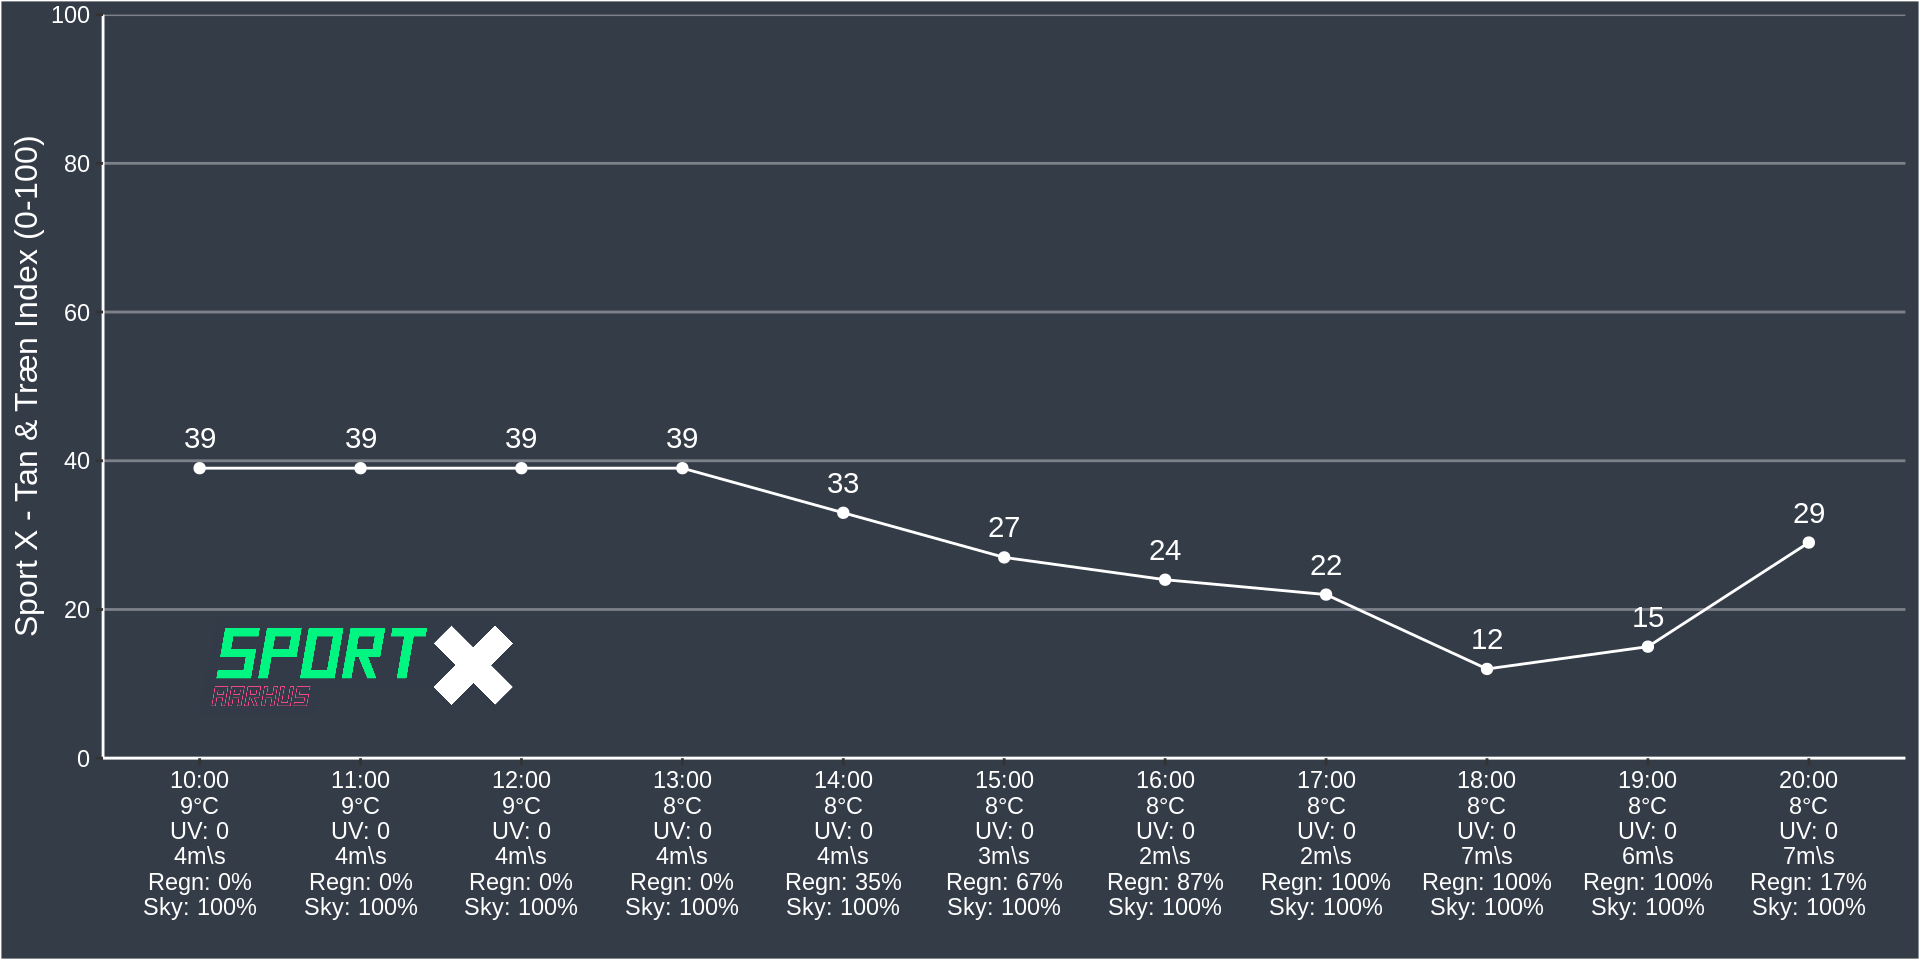 Sport X - Tan & Træn Index (0-100)
100
80
60
40
20
0
39 39 39 39 33 27 24 22 12 15 29
SPORT X
AARHUS
10:00 11:00 12:00 13:00 14:00 15:00 16:00 17:00 18:00 19:00 20:00
9°C 9°C 9°C 8°C 8°C 8°C 8°C 8°C 8°C 8°C 8°C
UV: 0 UV: 0 UV: 0 UV: 0 UV: 0 UV: 0 UV: 0 UV: 0 UV: 0 UV: 0 UV: 0
4m\s 4m\s 4m\s 4m\s 4m\s 3m\s 2m\s 2m\s 7m\s 6m\s 7m\s
Regn: 0% Regn: 0% Regn: 0% Regn: 0% Regn: 35% Regn: 67% Regn: 87% Regn: 100% Regn: 100% Regn: 100% Regn: 17%
Sky: 100% Sky: 100% Sky: 100% Sky: 100% Sky: 100% Sky: 100% Sky: 100% Sky: 100% Sky: 100% Sky: 100% Sky: 100%